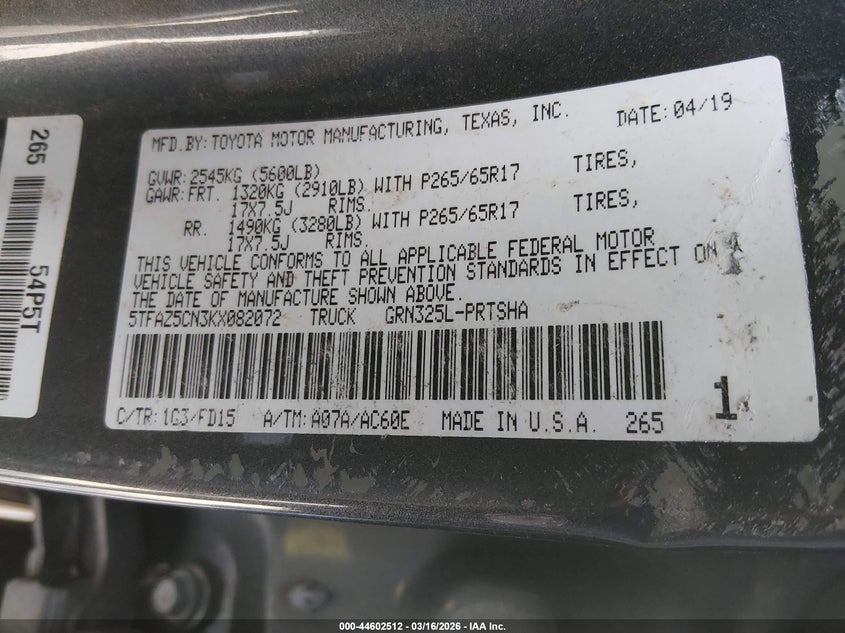 265
54P5T
MFD.BY:TOYOTA MOTOR MANUFACTURING, TEXAS, INC. DATE:04/19
GVWR:2545KG (5600LB)
GAWR:FRT. 1320KG (2910LB) WITH P265/65R17 TIRES,
17X7.5J RIMS.
RR. 1490KG (3280LB) WITH P265/65R17 TIRES,
17X7.5J RIMS.
THIS VEHICLE CONFORMS TO ALL APPLICABLE FEDERAL MOTOR
VEHICLE SAFETY AND THEFT PREVENTION STANDARDS IN EFFECT ON
THE DATE OF MANUFACTURE SHOWN ABOVE.
5TFAZ5CN3KX082072 TRUCK GRN325L-PRTSHA
C/TR:1G3/FD15 A/TM:A07A/AC60E MADE IN U.S.A. 265
1
000-44602512 - 03/16/2026 - IAA Inc.